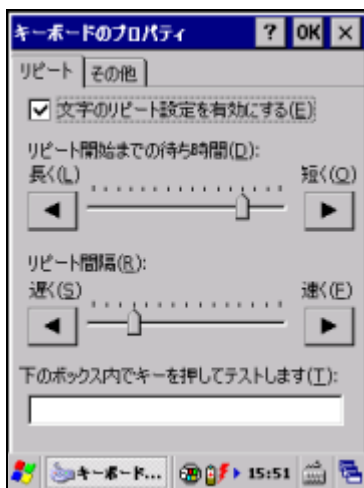 キーボードのプロパティ ? OK ×
リピート その他
文字のリピート設定を有効にする(E)
リピート開始までの待ち時間(D):
長く(L) 短く(O)
リピート間隔(R):
遅く(S) 速く(F)
下のボックス内でキーを押してテストします(T):
キーボード... 15:51